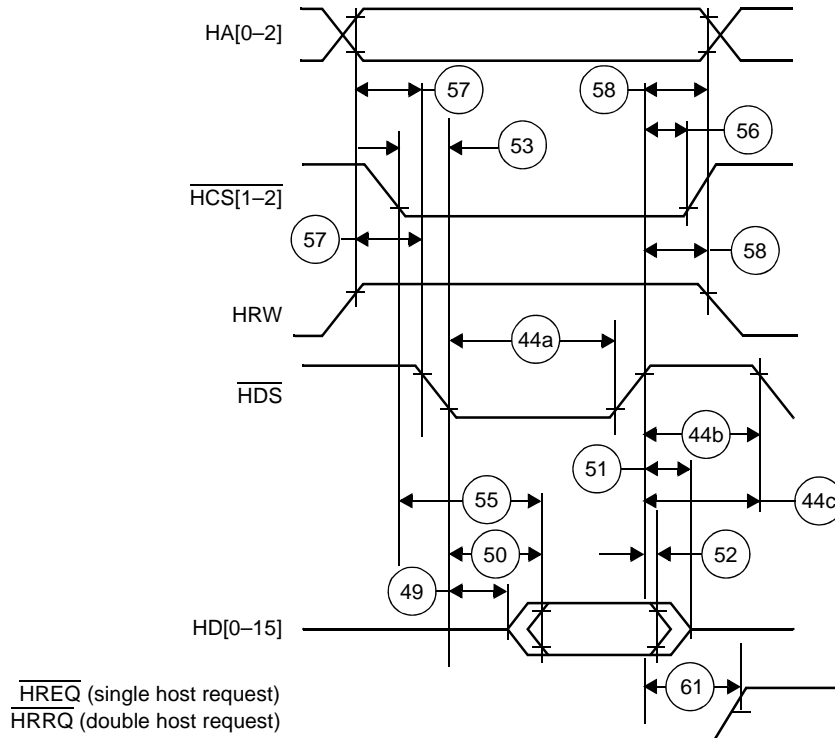 HA[0–2]
57
58
53
56
HCS[1–2]
57
58
HRW
44a
HDS
44b
51
55
44c
50
52
49
HD[0–15]
61
HREQ (single host request)
HRRQ (double host request)